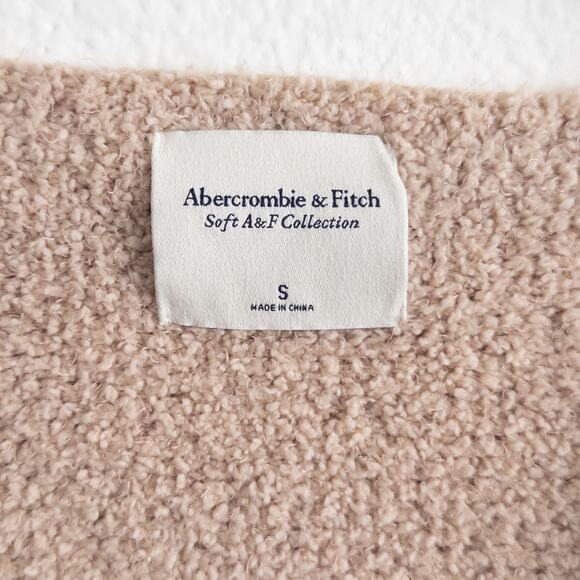 Abercrombie & Fitch
Soft A&F Collection
S
MADE IN CHINA